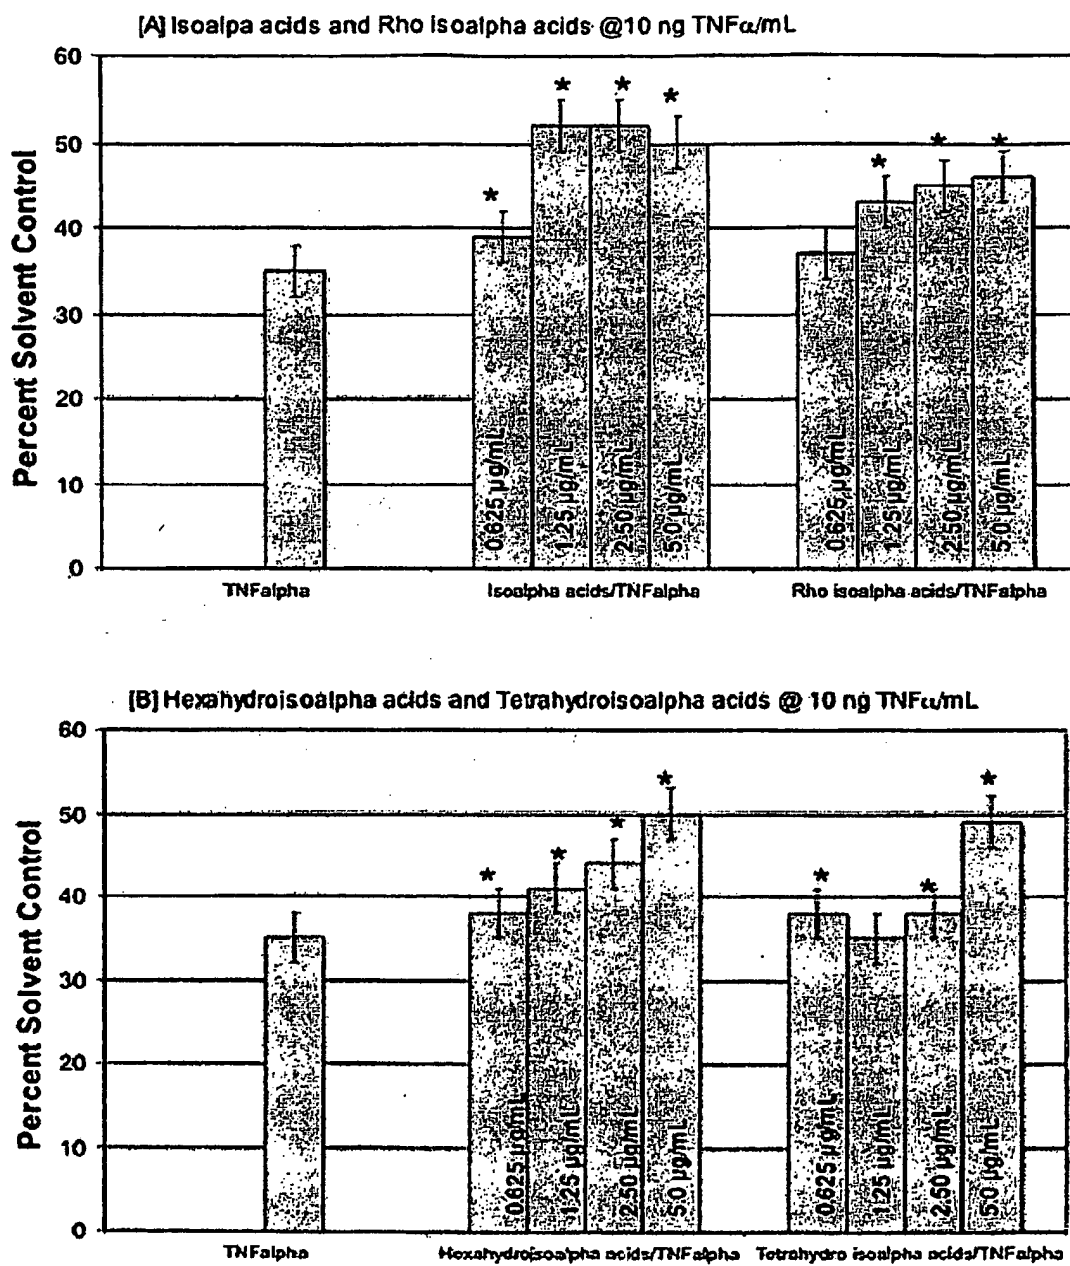 [A] Isoalpa acids and Rho isoalpha acids @10 ng TNFα/mL
60
50
40
30
20
10
0
Percent Solvent Control
*
*
*
*
*
*
*
0.625 µg/mL
1.25 µg/mL
2.50 µg/mL
5.0 µg/mL
0.625 µg/mL
1.25 µg/mL
2.50 µg/mL
5.0 µg/mL
TNFalpha
Isoalpha acids/TNFalpha
Rho isoalpha acids/TNFalpha
[B] Hexahydroisoalpha acids and Tetrahydroisoalpha acids @ 10 ng TNFα/mL
60
50
40
30
20
10
0
Percent Solvent Control
*
*
*
*
*
*
*
0.625 µg/mL
1.25 µg/mL
2.50 µg/mL
5.0 µg/mL
0.625 µg/mL
1.25 µg/mL
2.50 µg/mL
5.0 µg/mL
TNFalpha
Hexahydroisoalpha acids/TNFalpha
Tetrahydro isoalpha acids/TNFalpha